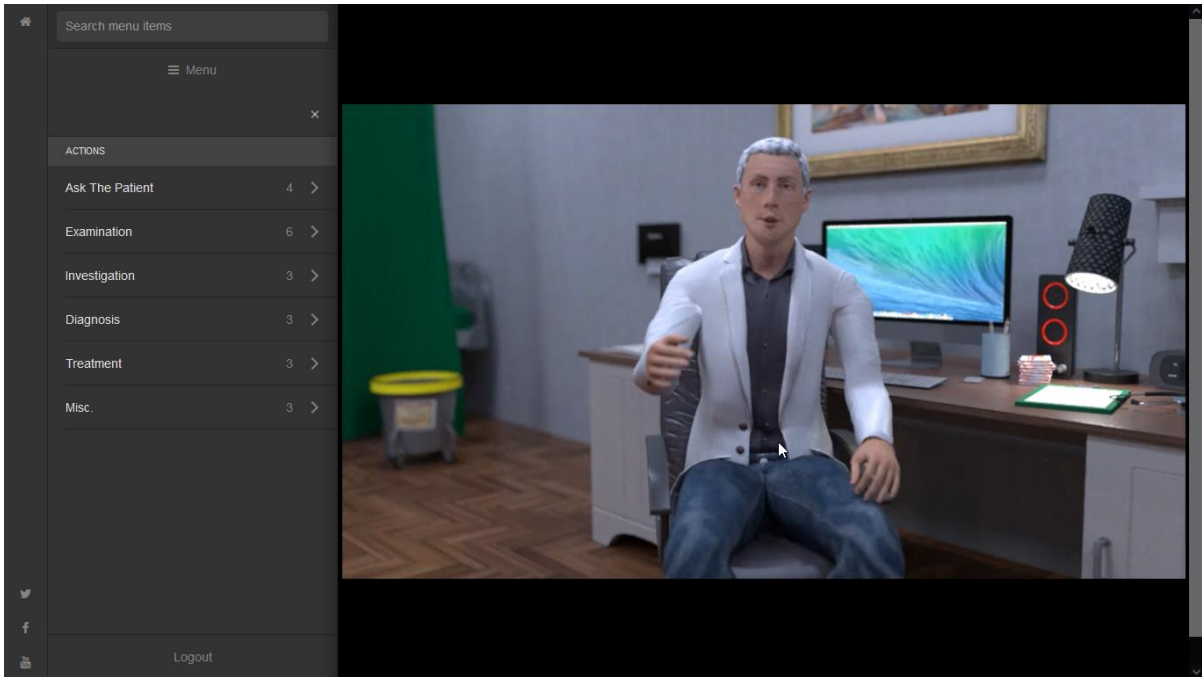 Search menu items
Menu
ACTIONS
Ask The Patient 4
Examination 6
Investigation 3
Diagnosis 3
Treatment 3
Misc. 3
Logout